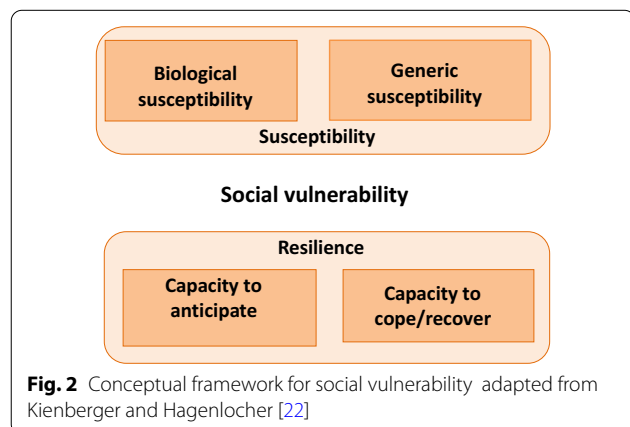 Biological Generic
susceptibility susceptibility
Susceptibility
Social vulnerability
Resilience
Capacity to Capacity to
anticipate cope/recover
Fig. 2 Conceptual framework for social vulnerability adapted from
Kienberger and Hagenlocher [22]